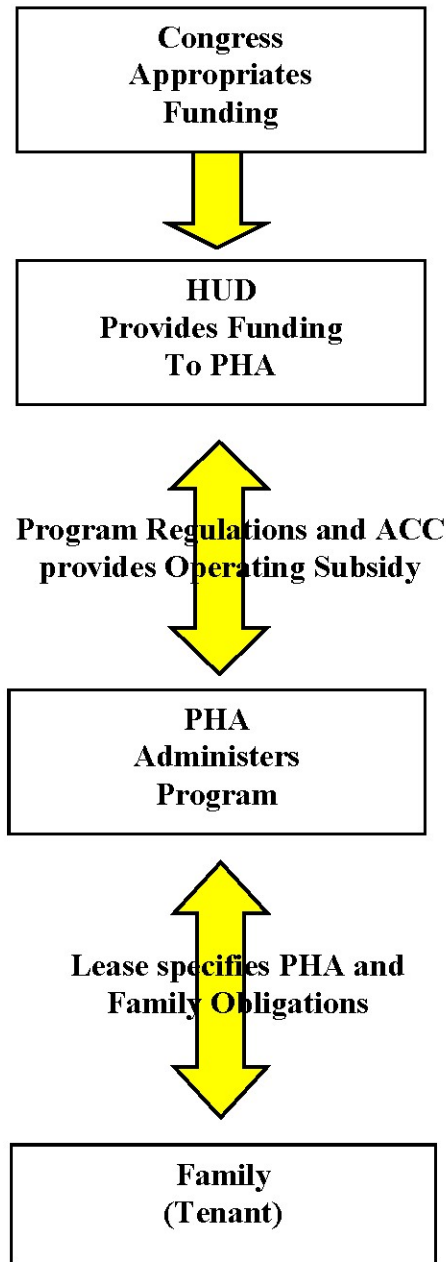 Congress
Appropriates
Funding
HUD
Provides Funding
To PHA
Program Regulations and ACC
provides Operating Subsidy
PHA
Administers
Program
Lease specifies PHA and
Family Obligations
Family
(Tenant)